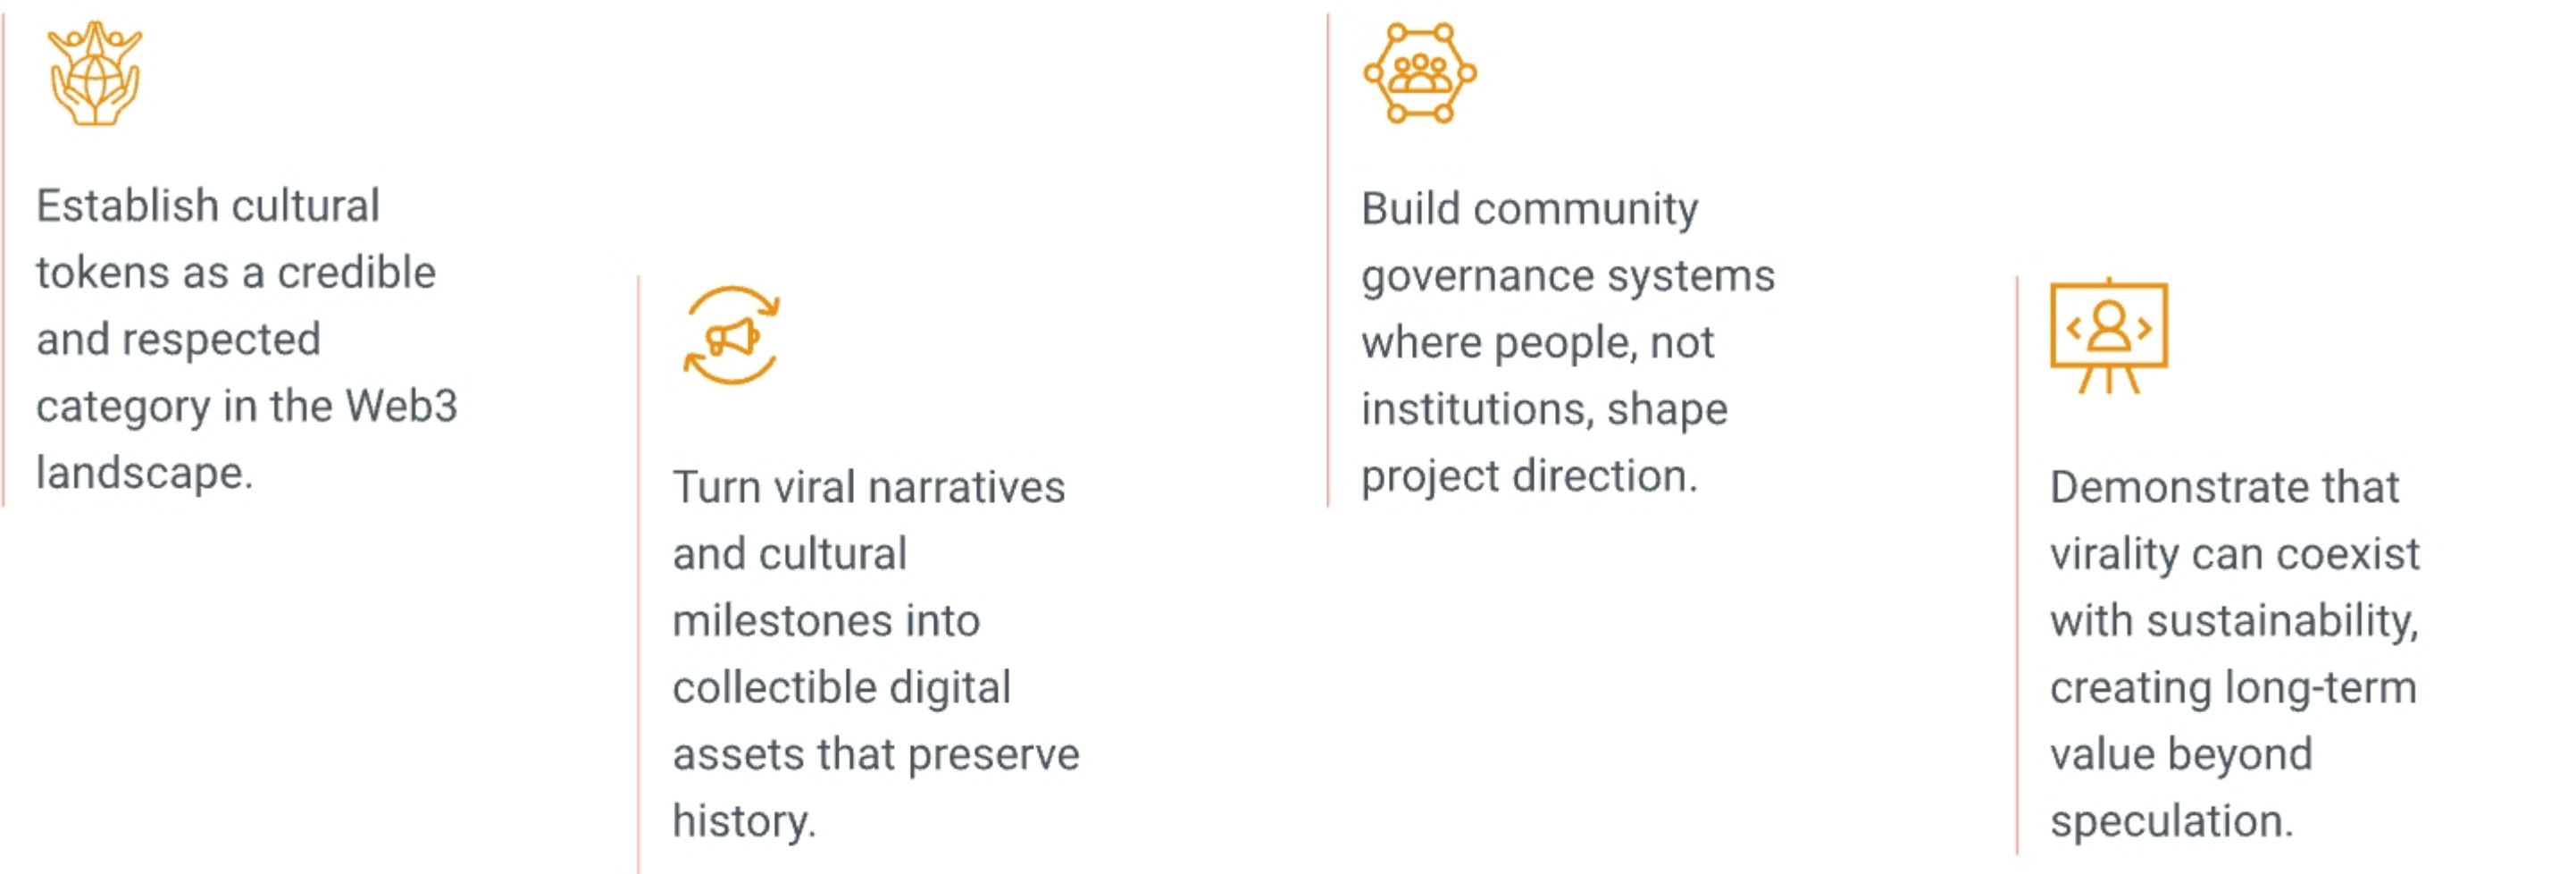 Establish cultural
tokens as a credible
and respected
category in the Web3
landscape.
Turn viral narratives
and cultural
milestones into
collectible digital
assets that preserve
history.
Build community
governance systems
where people, not
institutions, shape
project direction.
Demonstrate that
virality can coexist
with sustainability,
creating long-term
value beyond
speculation.